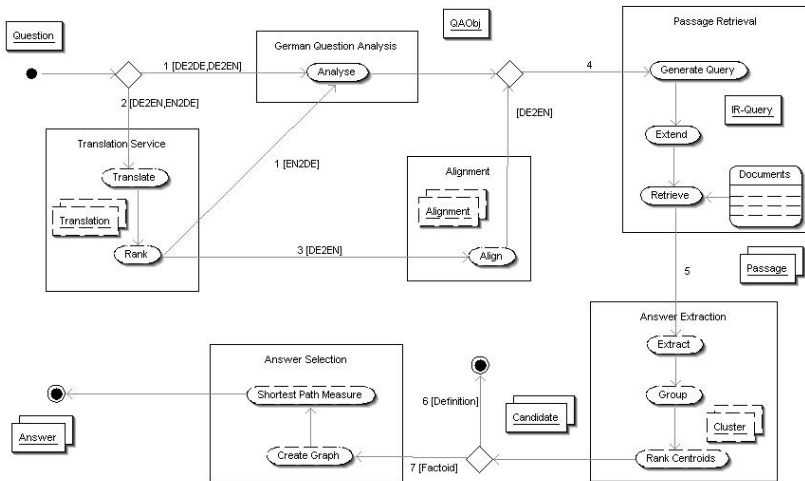 Question
1 [DE2DE,DE2EN]
2 [DE2EN,EN2DE]
German Question Analysis
Analyse
QAObj
4
Passage Retrieval
Generate Query
IR-Query
Extend
Documents
Retrieve
[DE2EN]
1 [EN2DE]
Translation Service
Translate
Translation
Rank
3 [DE2EN]
Alignment
Alignment
Align
5
Passage
Answer Extraction
Extract
Group
Cluster
Rank Centroids
Candidate
6 [Definition]
7 [Factoid]
Answer Selection
Shortest Path Measure
Create Graph
Answer